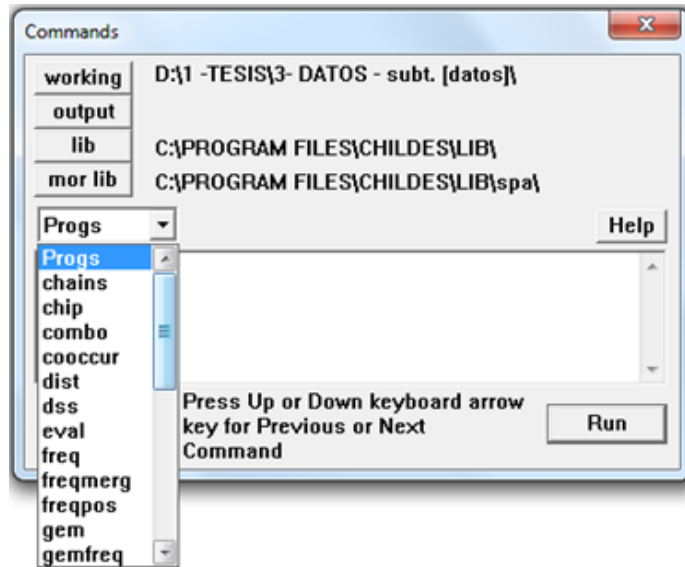 Commands
working D:\1 -TESIS\3- DATOS - subt. [datos]\
output
lib C:\PROGRAM FILES\CHILDES\LIB\
mor lib C:\PROGRAM FILES\CHILDES\LIB\spa\
Progs Help
Progs
chains
chip
combo
cooccur
dist
dss
eval
freq
freqmerg
freqpos
gem
gemfreq
Press Up or Down keyboard arrow
key for Previous or Next
Command
Run